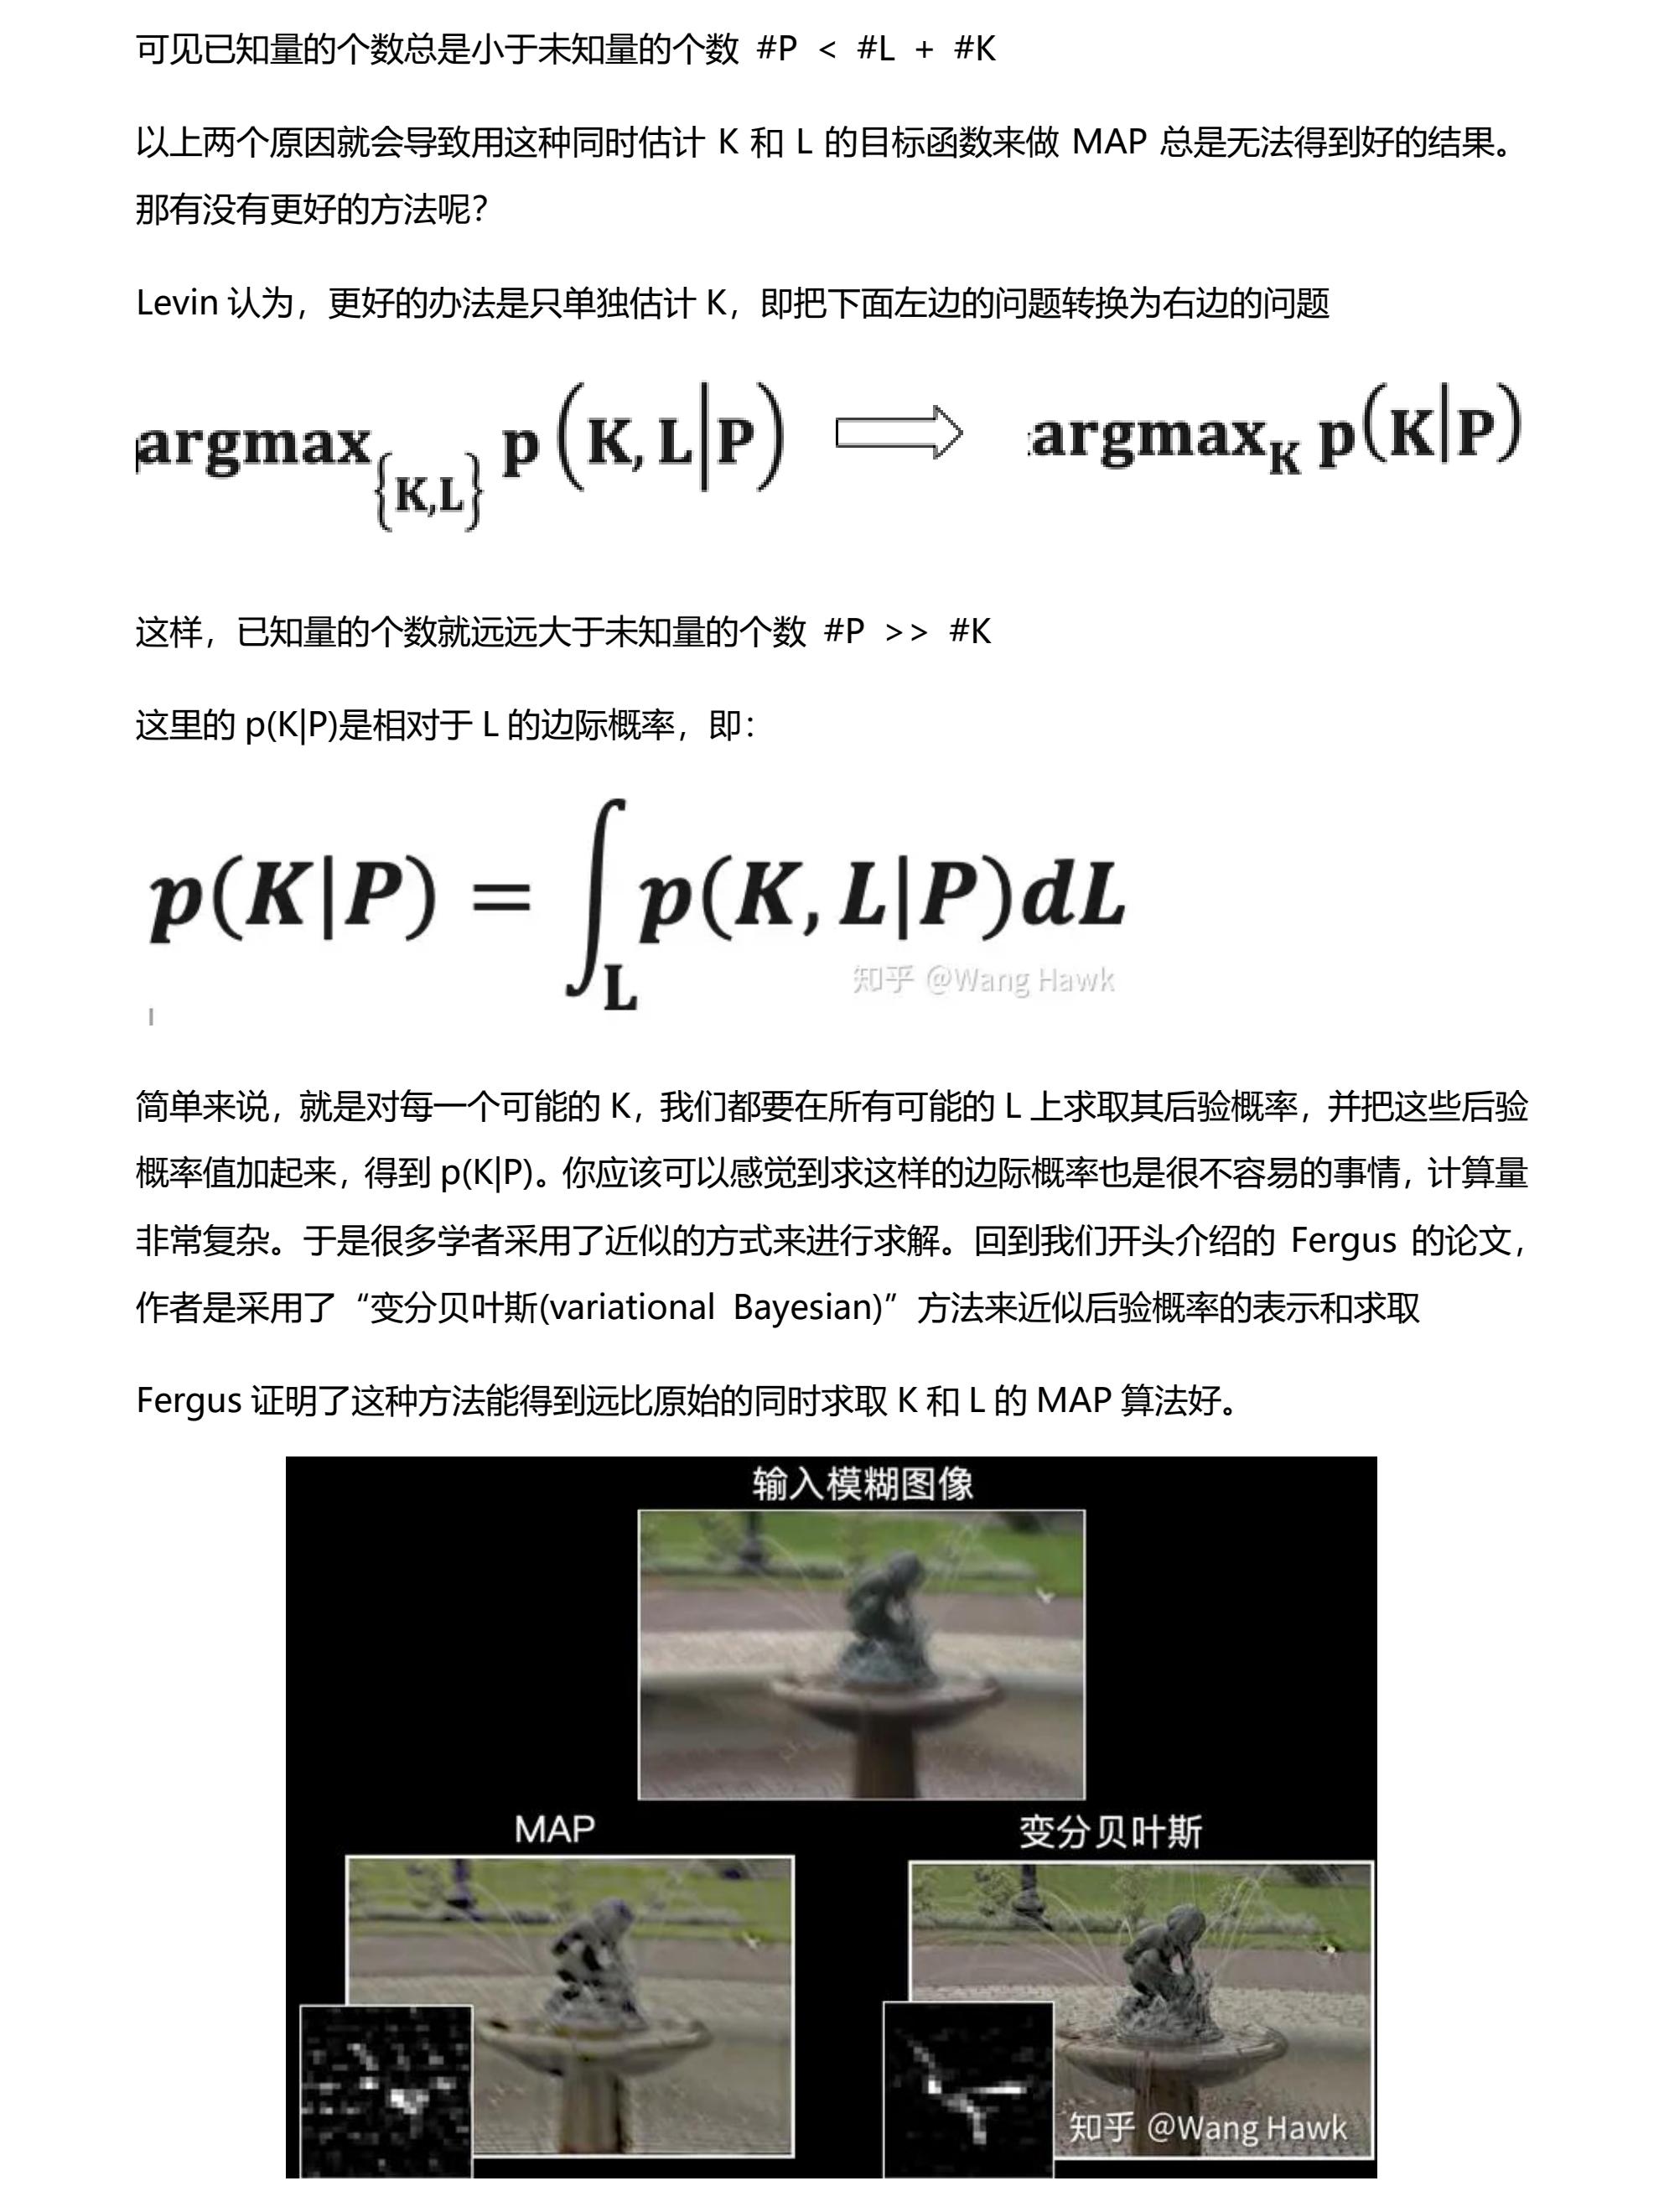 可见已知量的个数总是小于未知量的个数 #P < #L + #K
以上两个原因就会导致用这种同时估计 K 和 L 的目标函数来做 MAP 总是无法得到好的结果。
那有没有更好的方法呢?
Levin 认为，更好的办法是只单独估计 K，即把下面左边的问题转换为右边的问题
argmax_{K,L} p(K, L|P) ⇒ argmax_K p(K|P)
这样，已知量的个数就远远大于未知量的个数 #P >> #K
这里的 p(K|P)是相对于 L 的边际概率，即：
p(K|P) = ∫_L p(K, L|P)dL
知乎 @Wang Hawk
简单来说，就是对每一个可能的 K，我们都要在所有可能的 L 上求取其后验概率，并把这些后验
概率值加起来，得到 p(K|P)。你应该可以感觉到求这样的边际概率也是很不容易的事情，计算量
非常复杂。于是很多学者采用了近似的方式来进行求解。回到我们开头介绍的 Fergus 的论文，
作者是采用了“变分贝叶斯(variational Bayesian)”方法来近似后验概率的表示和求取
Fergus 证明了这种方法能得到远比原始的同时求取 K 和 L 的 MAP 算法好。
输入模糊图像
MAP
变分贝叶斯
知乎 @Wang Hawk